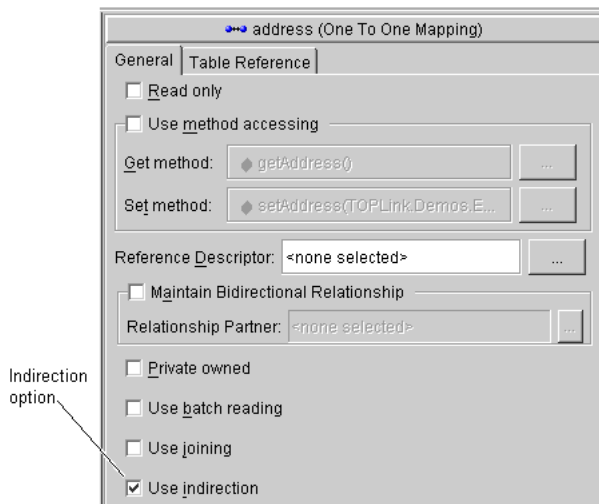 address (One To One Mapping)
General Table Reference
Read only
Use method accessing
Get method: getAddress() ...
Set method: setAddress(TOPLink.Demos.E... ...
Reference Descriptor: <none selected> ...
Maintain Bidirectional Relationship
Relationship Partner: <none selected> ...
Private owned
Indirection
option
Use batch reading
Use joining
Use indirection